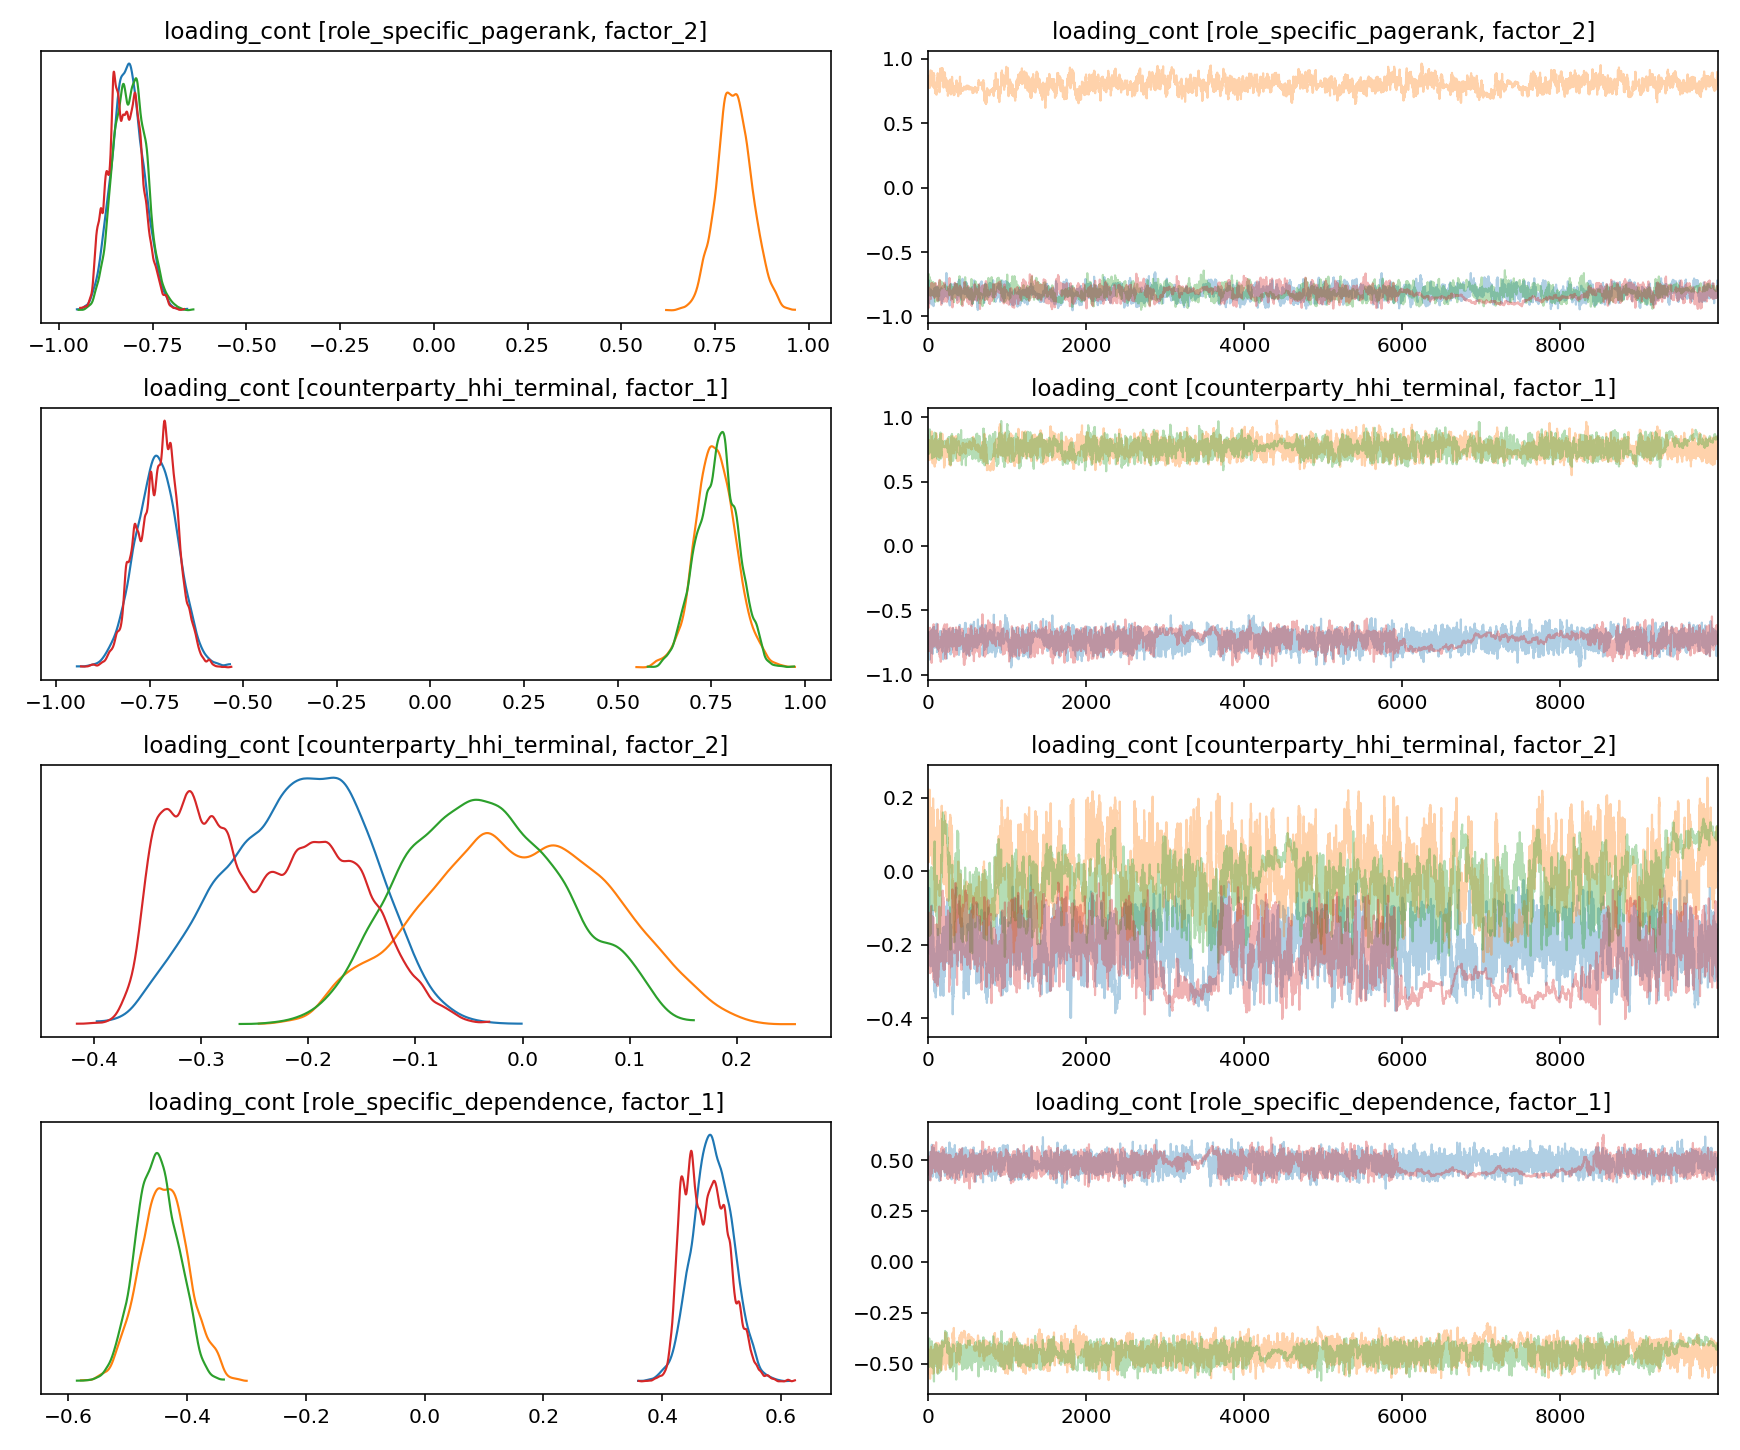 loading_cont [role_specific_pagerank, factor_2]
−1.00 −0.75 −0.50 −0.25 0.00 0.25 0.50 0.75 1.00
loading_cont [role_specific_pagerank, factor_2]
1.0
0.5
0.0
−0.5
−1.0
0 2000 4000 6000 8000
loading_cont [counterparty_hhi_terminal, factor_1]
−1.00 −0.75 −0.50 −0.25 0.00 0.25 0.50 0.75 1.00
loading_cont [counterparty_hhi_terminal, factor_1]
1.0
0.5
0.0
−0.5
−1.0
0 2000 4000 6000 8000
loading_cont [counterparty_hhi_terminal, factor_2]
−0.4 −0.3 −0.2 −0.1 0.0 0.1 0.2
loading_cont [counterparty_hhi_terminal, factor_2]
0.2
0.0
−0.2
−0.4
0 2000 4000 6000 8000
loading_cont [role_specific_dependence, factor_1]
−0.6 −0.4 −0.2 0.0 0.2 0.4 0.6
loading_cont [role_specific_dependence, factor_1]
0.50
0.25
0.00
−0.25
−0.50
0 2000 4000 6000 8000